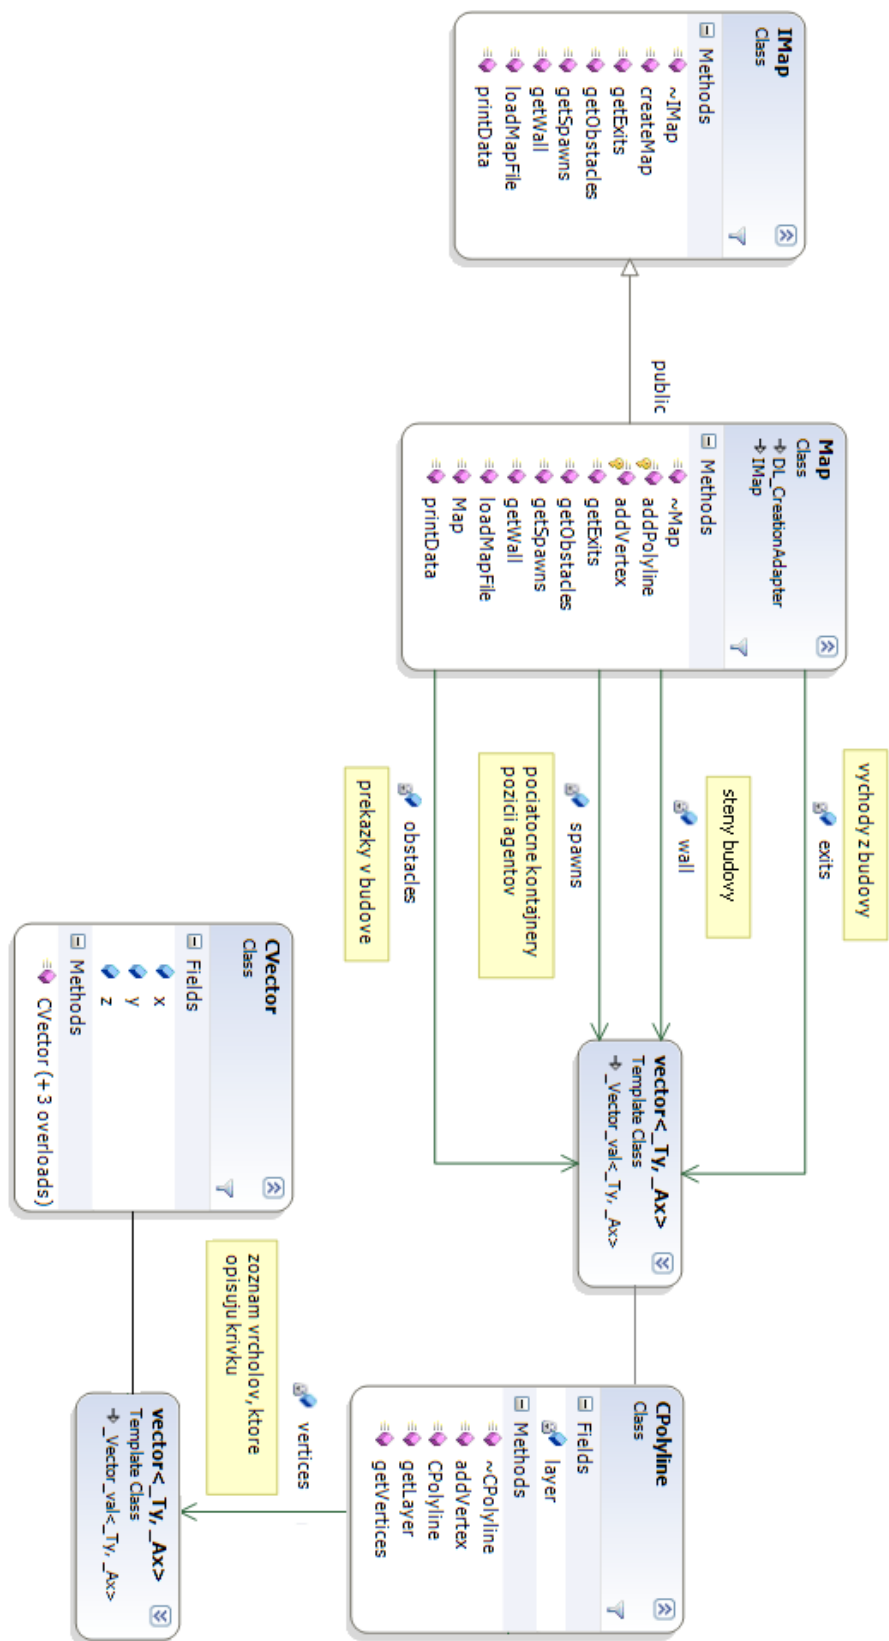 IMap
Class
Methods
~IMap
createMap
getExits
getObstacles
getSpawns
getWall
loadMapFile
printData
public
Map
Class
DL_CreationAdapter
IMap
Methods
~Map
addPolyline
addVertex
getExits
getObstacles
getSpawns
getWall
loadMapFile
Map
printData
vychody z budovy
exits
steny budovy
wall
spawns
pociatocne kontajnery
pozicii agentov
obstacles
prekazky v budove
vector<_Ty, _Ax>
Template Class
_Vector_val<_Ty, _Ax>
CPolyline
Class
Fields
layer
Methods
~CPolyline
addVertex
CPolyline
getLayer
getVertices
CVector
Class
Fields
x
y
z
Methods
CVector (+ 3 overloads)
zoznam vrcholov, ktore
opisuju krivku
vertices
vector<_Ty, _Ax>
Template Class
_Vector_val<_Ty, _Ax>